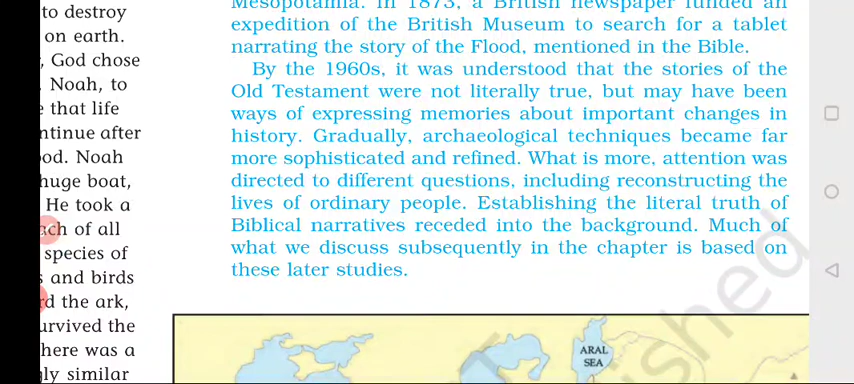 to destroy
on earth.
, God chose
Noah, to
that life
ntinue after
od. Noah
huge boat,
He took a
ach of all
species of
s and birds
rd the ark,
urvived the
here was a
ly similar
Mesopotamia. In 1873, a British newspaper funded an
expedition of the British Museum to search for a tablet
narrating the story of the Flood, mentioned in the Bible.
By the 1960s, it was understood that the stories of the
Old Testament were not literally true, but may have been
ways of expressing memories about important changes in
history. Gradually, archaeological techniques became far
more sophisticated and refined. What is more, attention was
directed to different questions, including reconstructing the
lives of ordinary people. Establishing the literal truth of
Biblical narratives receded into the background. Much of
what we discuss subsequently in the chapter is based on
these later studies.
ARAL
SEA
shed